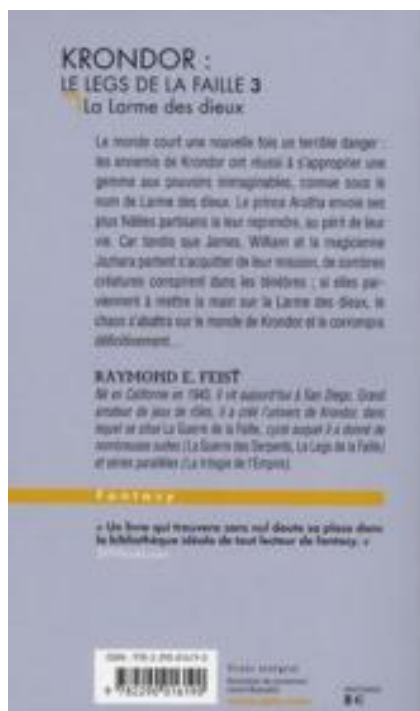 KRONDOR :
LE LEGS DE LA FAILLE 3
La Larme des dieux
Le monde court une nouvelle fois un terrible danger :
les ennemis de Krondor ont réussi à s'approprier une
gemme aux pouvoirs inimaginables, connue sous le
nom de Larme des dieux. Le prince Arutha envoie ses
plus fidèles partisans la leur reprendre, au péril de leur
vie. Car tandis que James, William et la magicienne
Jazhara partent s'acquitter de leur mission, de sombres
créatures conspirent dans les ténèbres ; si elles par-
viennent à mettre la main sur la Larme des dieux, le
chaos s'abattra sur le monde de Krondor et le corrompra
définitivement...
RAYMOND E. FEIST
Né en Californie en 1945, il vit aujourd'hui à San Diego. Grand
amateur de jeux de rôles, il a créé l'univers de Krondor, dans
lequel se situe La Guerre de la Faille, cycle auquel il a donné de
nombreuses suites (La Guerre des Serpents, Le Legs de la Faille)
et séries parallèles (La trilogie de l'Empire).
Fantasy
« Un livre qui trouvera sans nul doute sa place dans
la bibliothèque idéale de tout lecteur de fantasy. »
ISBN :
Texte intégral
8 €